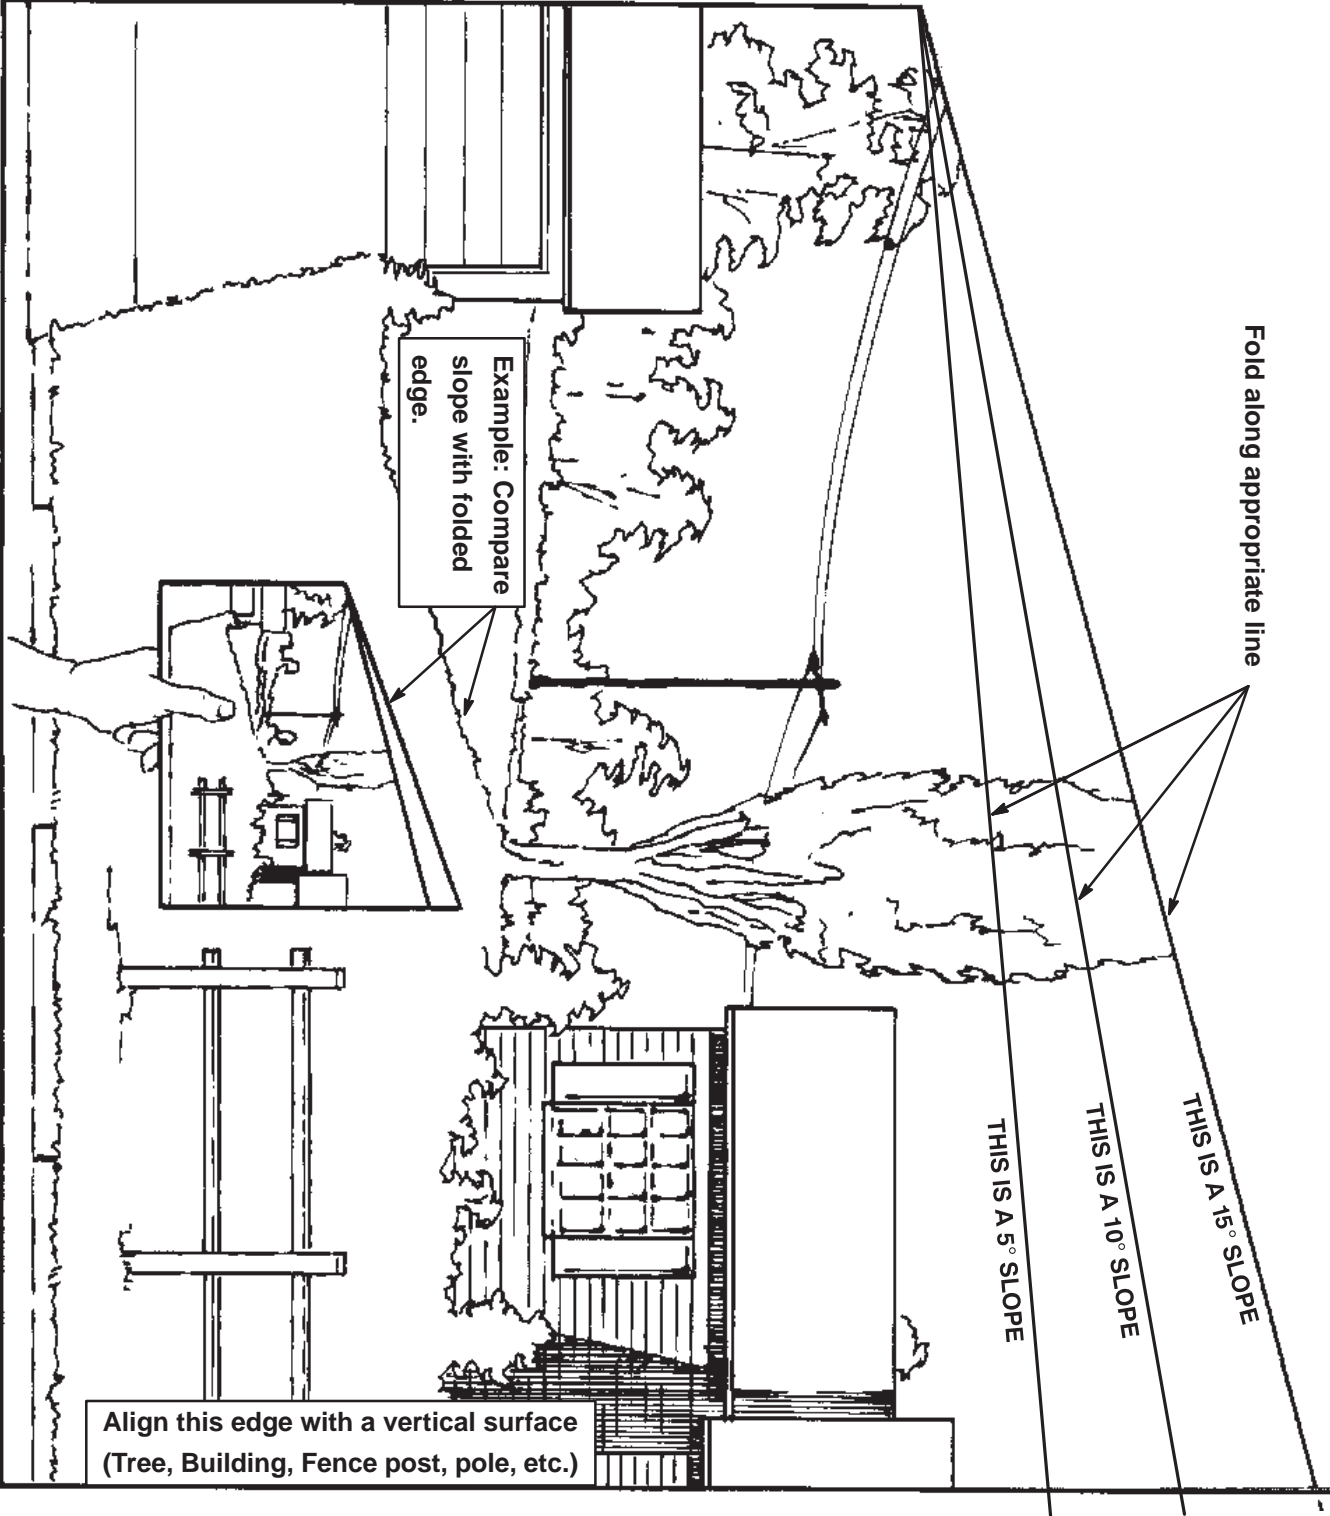 Fold along appropriate line
THIS IS A 15° SLOPE
THIS IS A 10° SLOPE
THIS IS A 5° SLOPE
Example: Compare
slope with folded
edge.
Align this edge with a vertical surface
(Tree, Building, Fence post, pole, etc.)